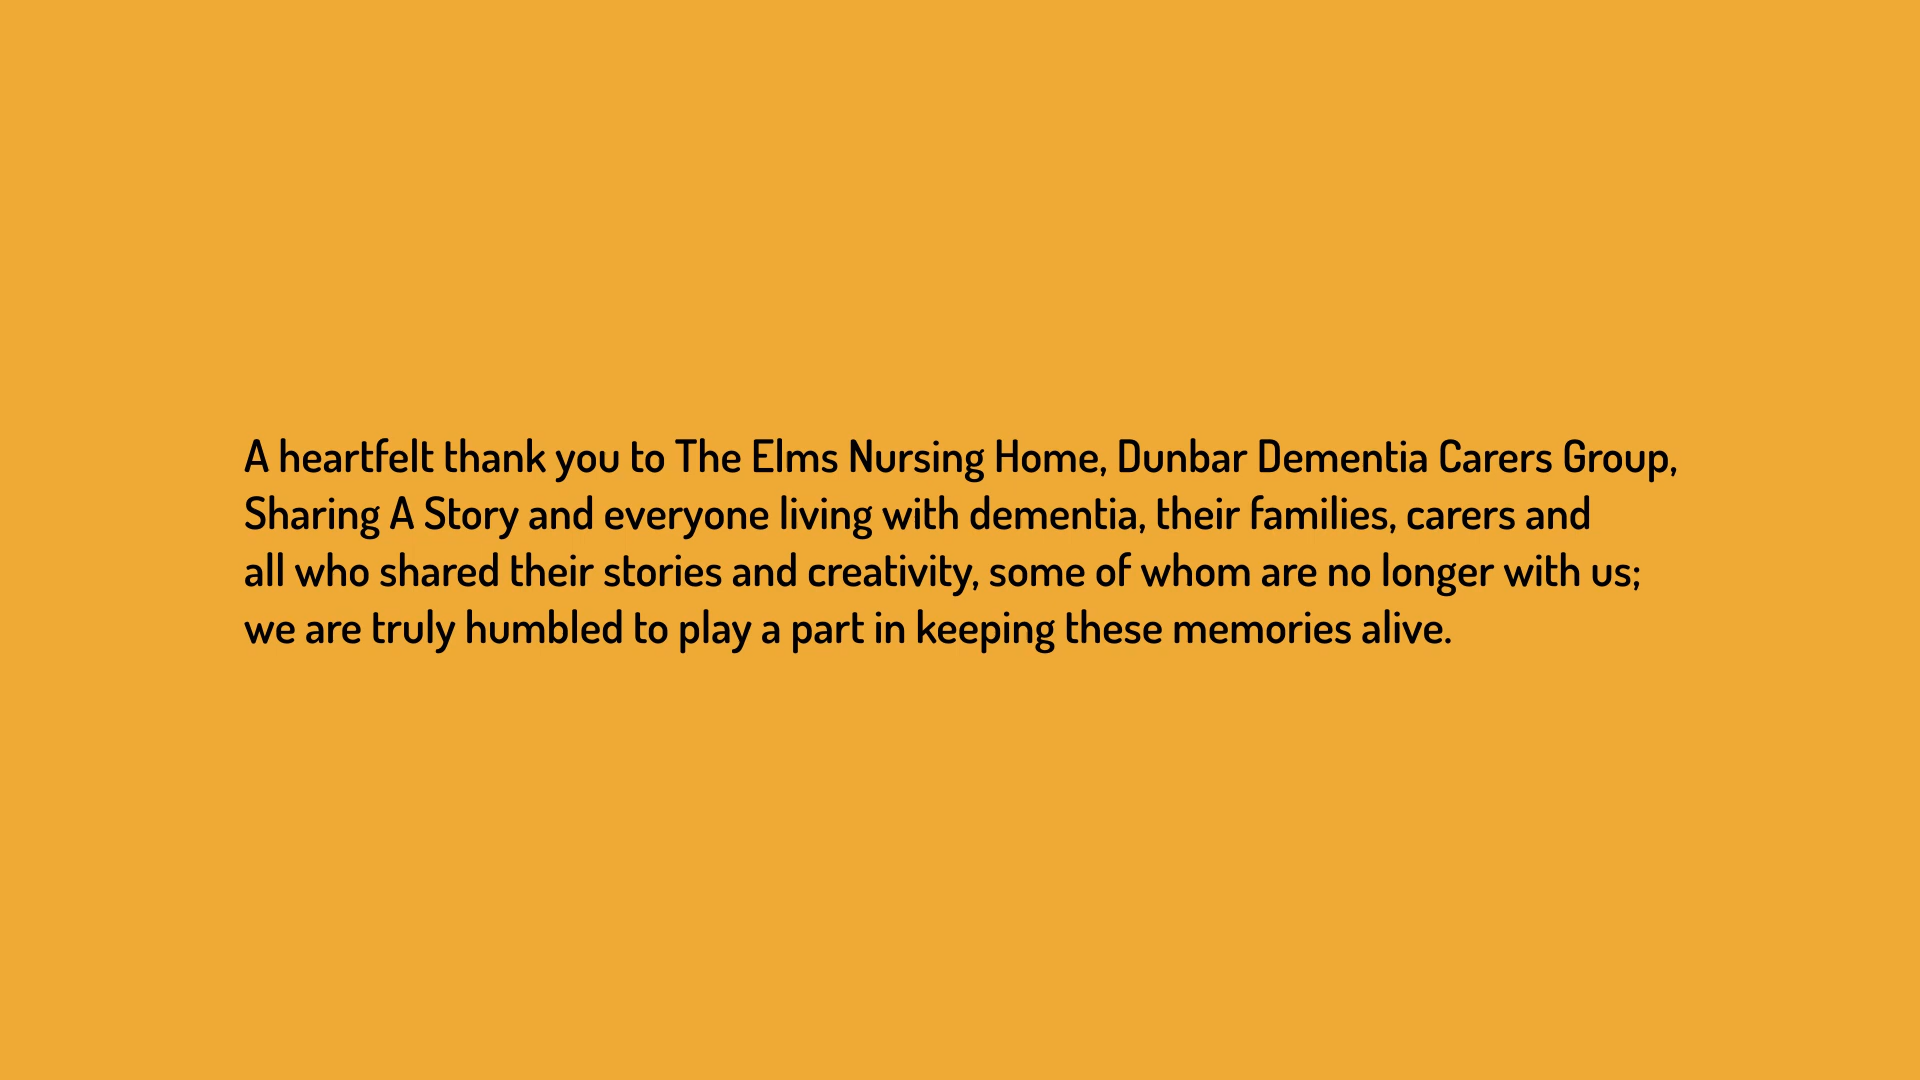 A heartfelt thank you to The Elms Nursing Home, Dunbar Dementia Carers Group,
Sharing A Story and everyone living with dementia, their families, carers and
all who shared their stories and creativity, some of whom are no longer with us;
we are truly humbled to play a part in keeping these memories alive.